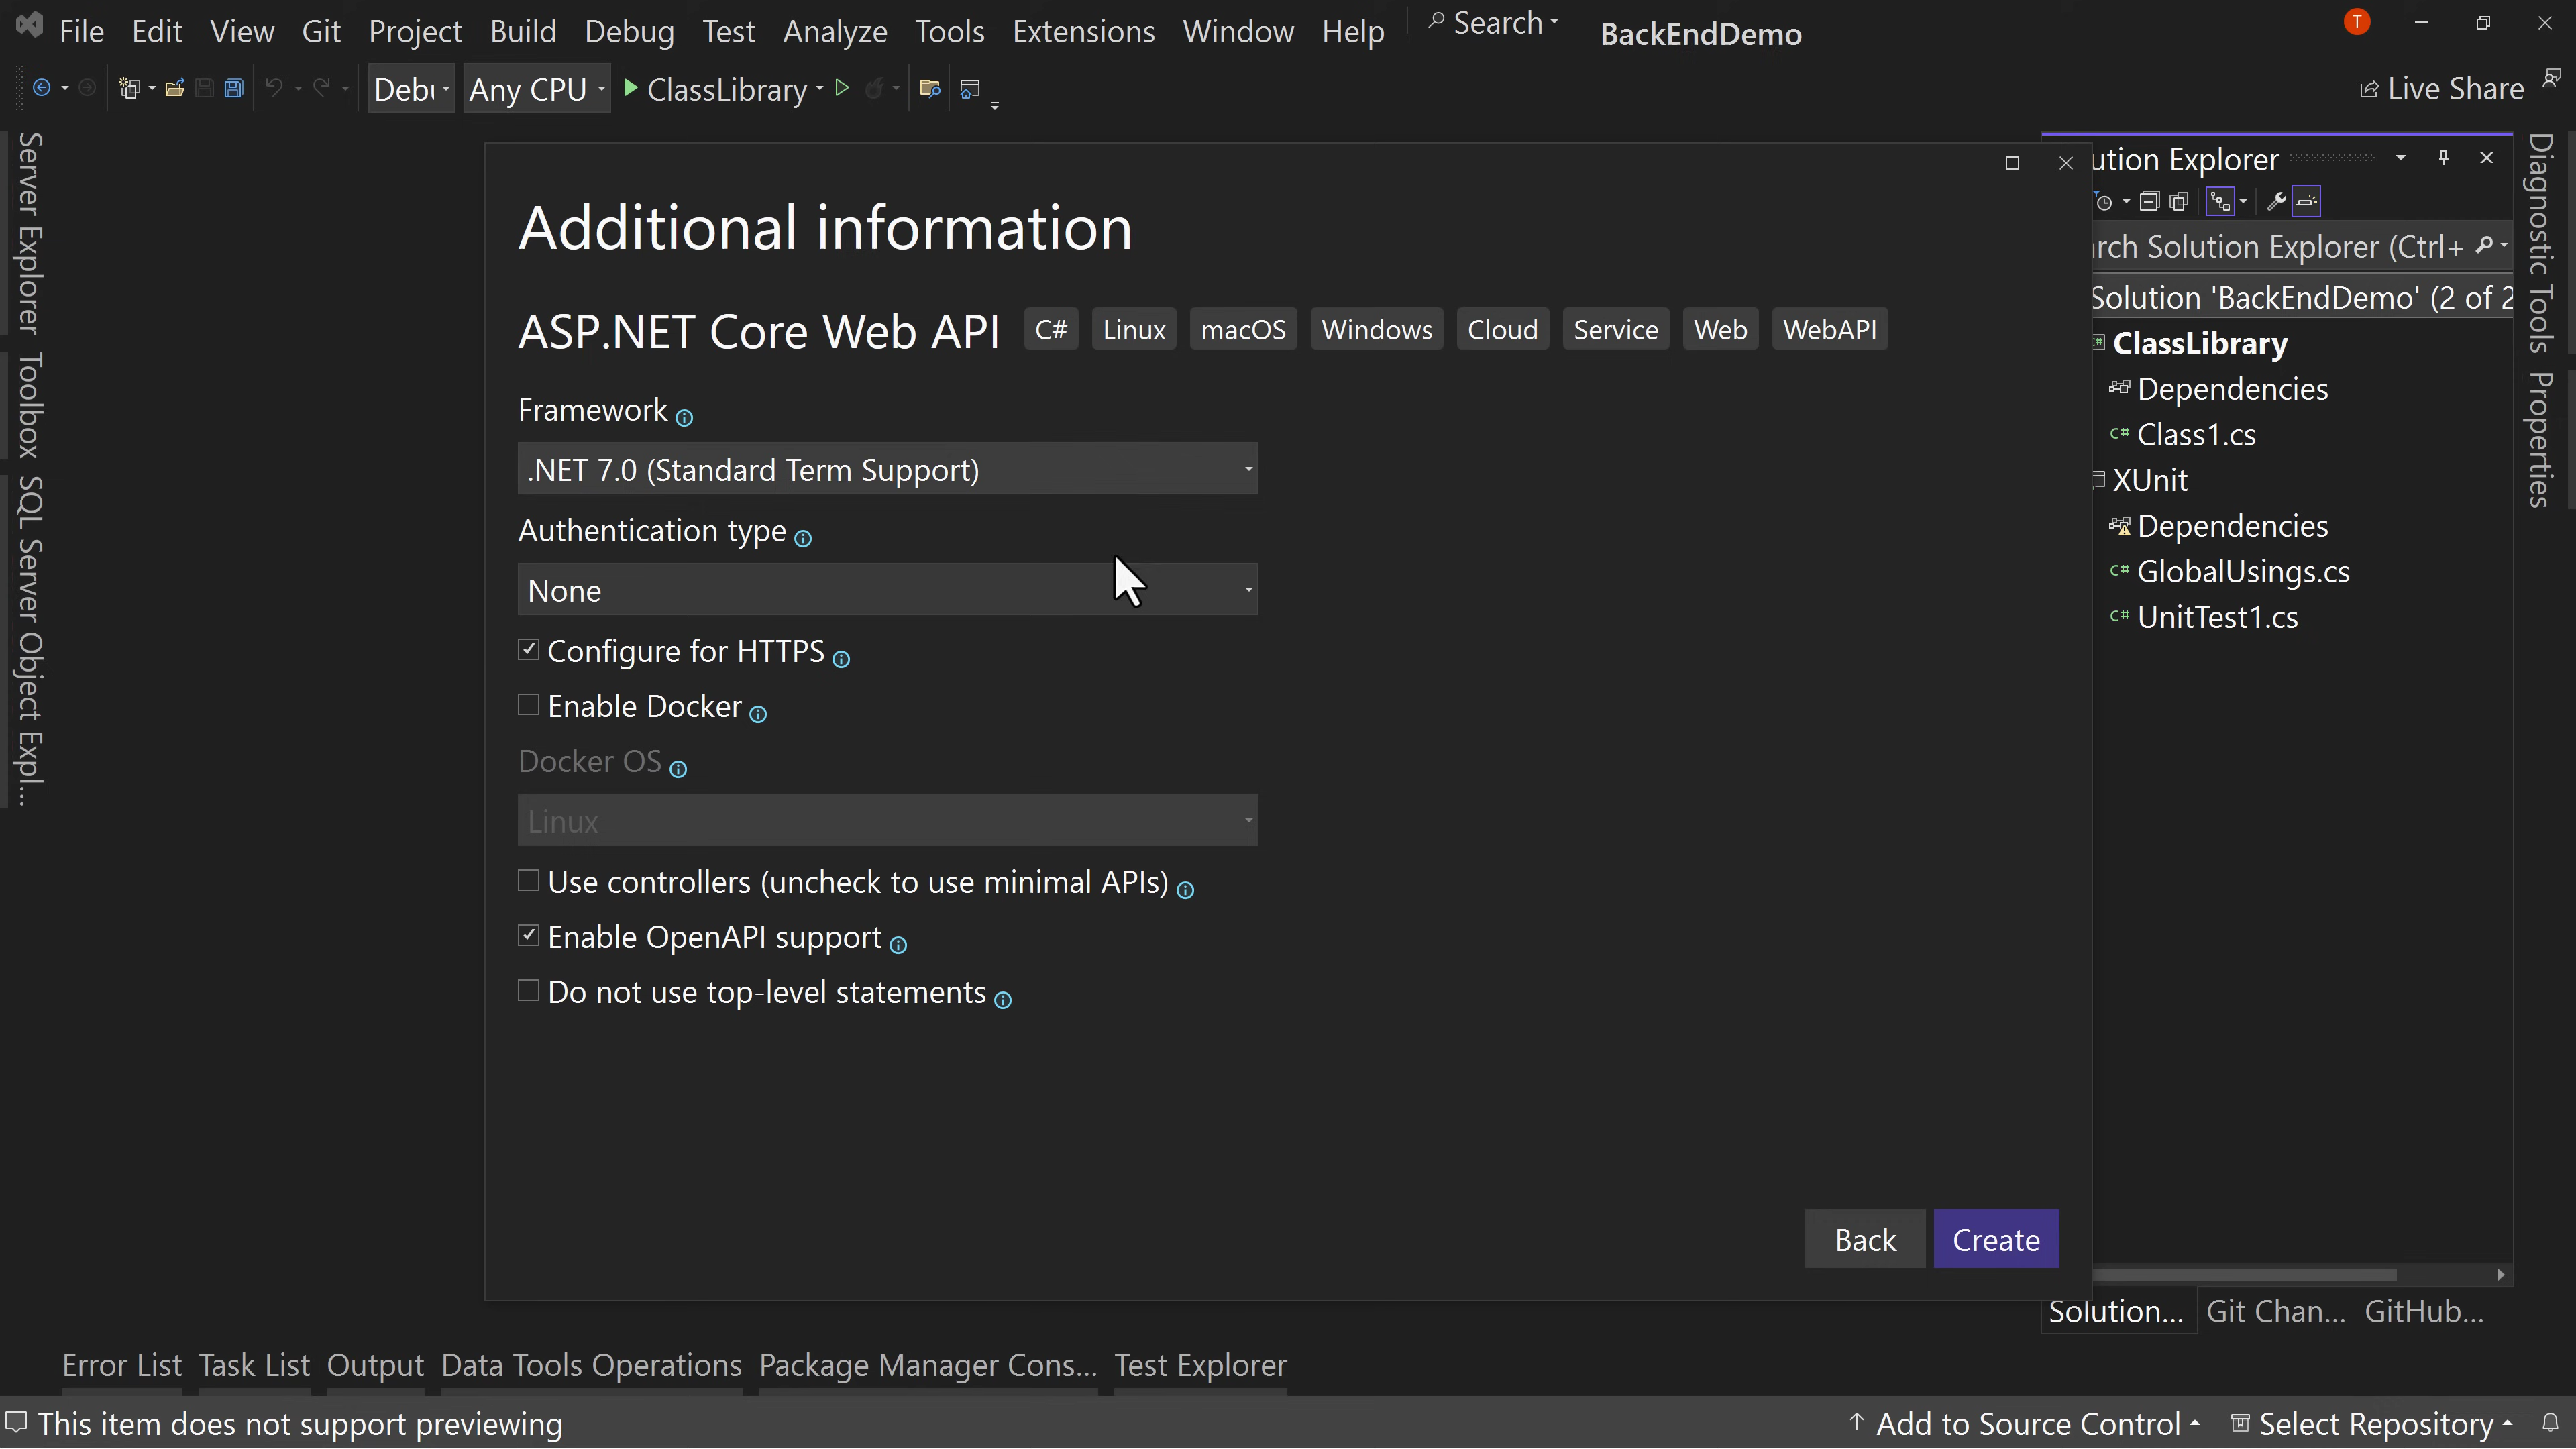 File Edit View Git Project Build Debug Test Analyze Tools Extensions Window Help Search BackEndDemo T
Debu Any CPU ClassLibrary Live Share
Server Explorer
Toolbox
SQL Server Object Expl...
Additional information
ASP.NET Core Web API C# Linux macOS Windows Cloud Service Web WebAPI
Framework
.NET 7.0 (Standard Term Support)
Authentication type
None
Configure for HTTPS
Enable Docker
Docker OS
Linux
Use controllers (uncheck to use minimal APIs)
Enable OpenAPI support
Do not use top-level statements
Back Create
ution Explorer
rch Solution Explorer (Ctrl+
Solution 'BackEndDemo' (2 of 2
ClassLibrary
Dependencies
C# Class1.cs
XUnit
Dependencies
C# GlobalUsings.cs
C# UnitTest1.cs
Solution... Git Chan... GitHub...
Diagnostic Tools
Properties
Error List Task List Output Data Tools Operations Package Manager Cons... Test Explorer
This item does not support previewing Add to Source Control Select Repository